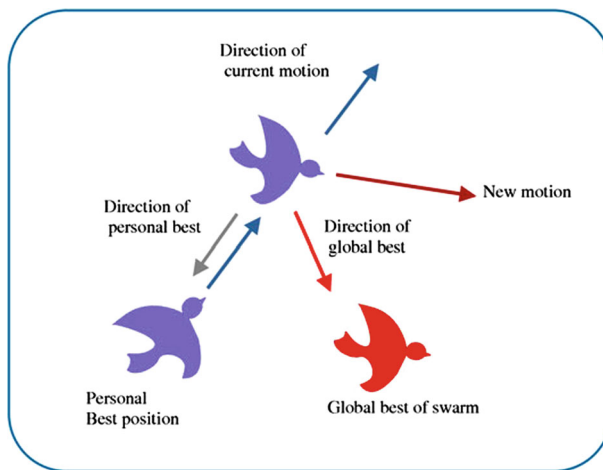 Direction of
current motion
New motion
Direction of
personal best
Direction of
global best
Personal
Best position
Global best of swarm